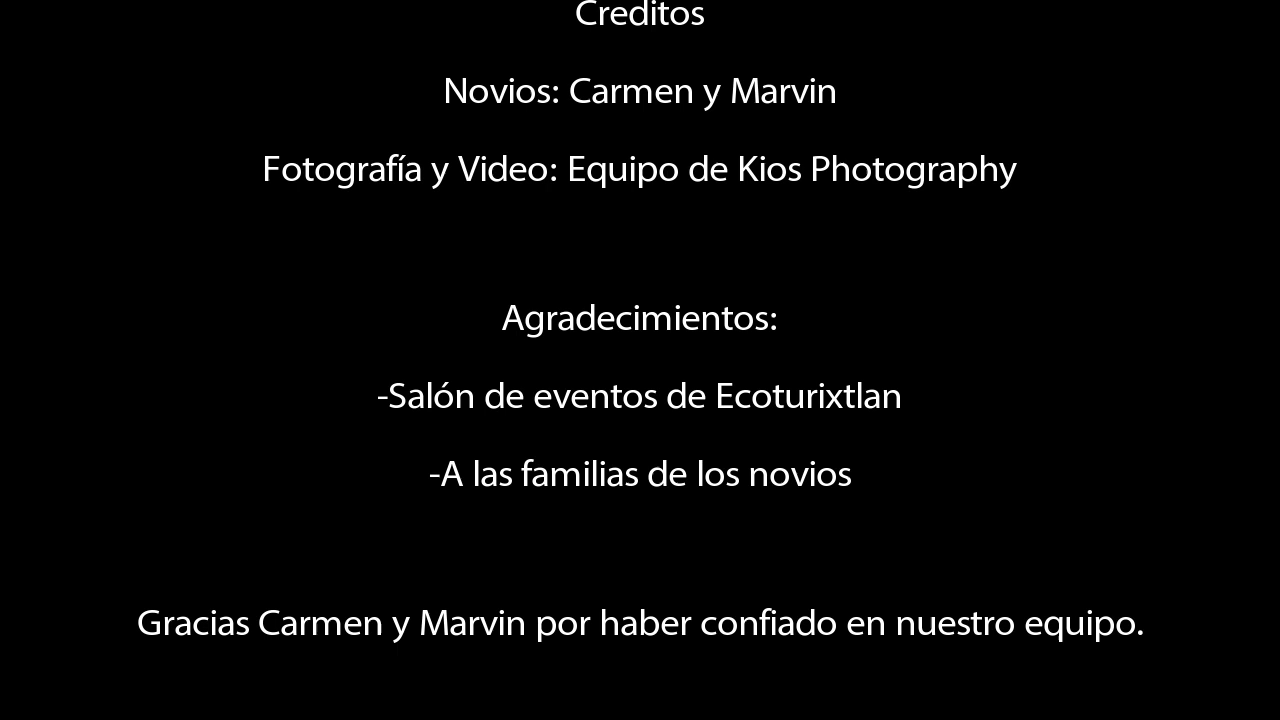 Creditos
Novios: Carmen y Marvin
Fotografía y Video: Equipo de Kios Photography
Agradecimientos:
-Salón de eventos de Ecoturixtlan
-A las familias de los novios
Gracias Carmen y Marvin por haber confiado en nuestro equipo.